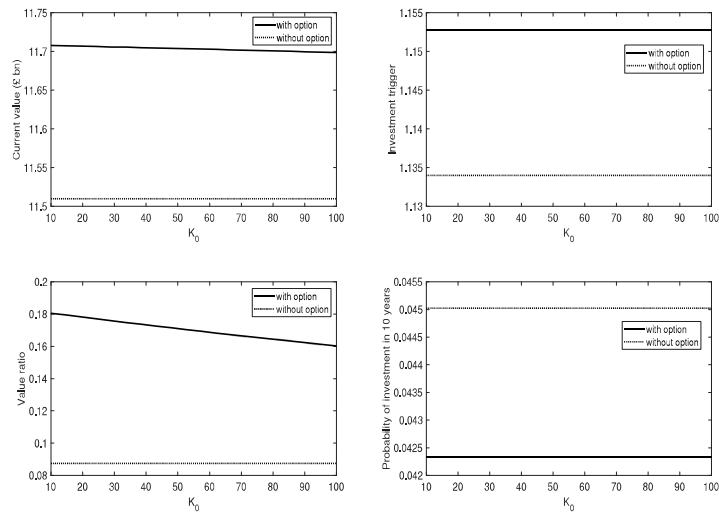 Current value (£ bn)
11.75
11.7
11.65
11.6
11.55
11.5
with option
without option
10 20 30 40 50 60 70 80 90 100
K0
Investment trigger
1.155
1.15
1.145
1.14
1.135
1.13
with option
without option
10 20 30 40 50 60 70 80 90 100
K0
Value ratio
0.2
0.18
0.16
0.14
0.12
0.1
0.08
with option
without option
10 20 30 40 50 60 70 80 90 100
K0
Probability of investment in 10 years
0.0455
0.045
0.0445
0.044
0.0435
0.043
0.0425
0.042
with option
without option
10 20 30 40 50 60 70 80 90 100
K0